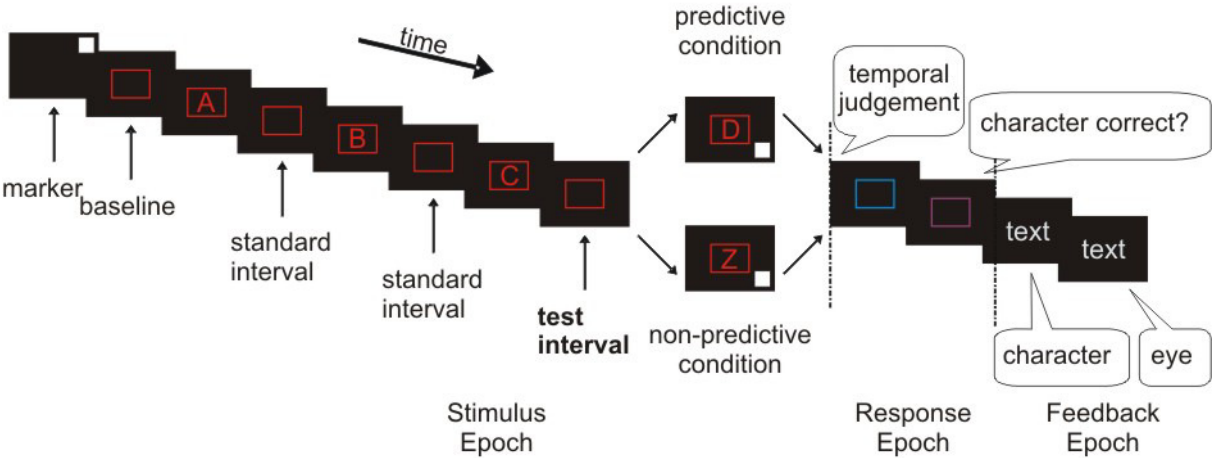 time
marker
baseline
A
B
C
standard
interval
standard
interval
test
interval
predictive
condition
D
Z
non-predictive
condition
temporal
judgement
character correct?
text
text
character
eye
Stimulus
Epoch
Response
Epoch
Feedback
Epoch